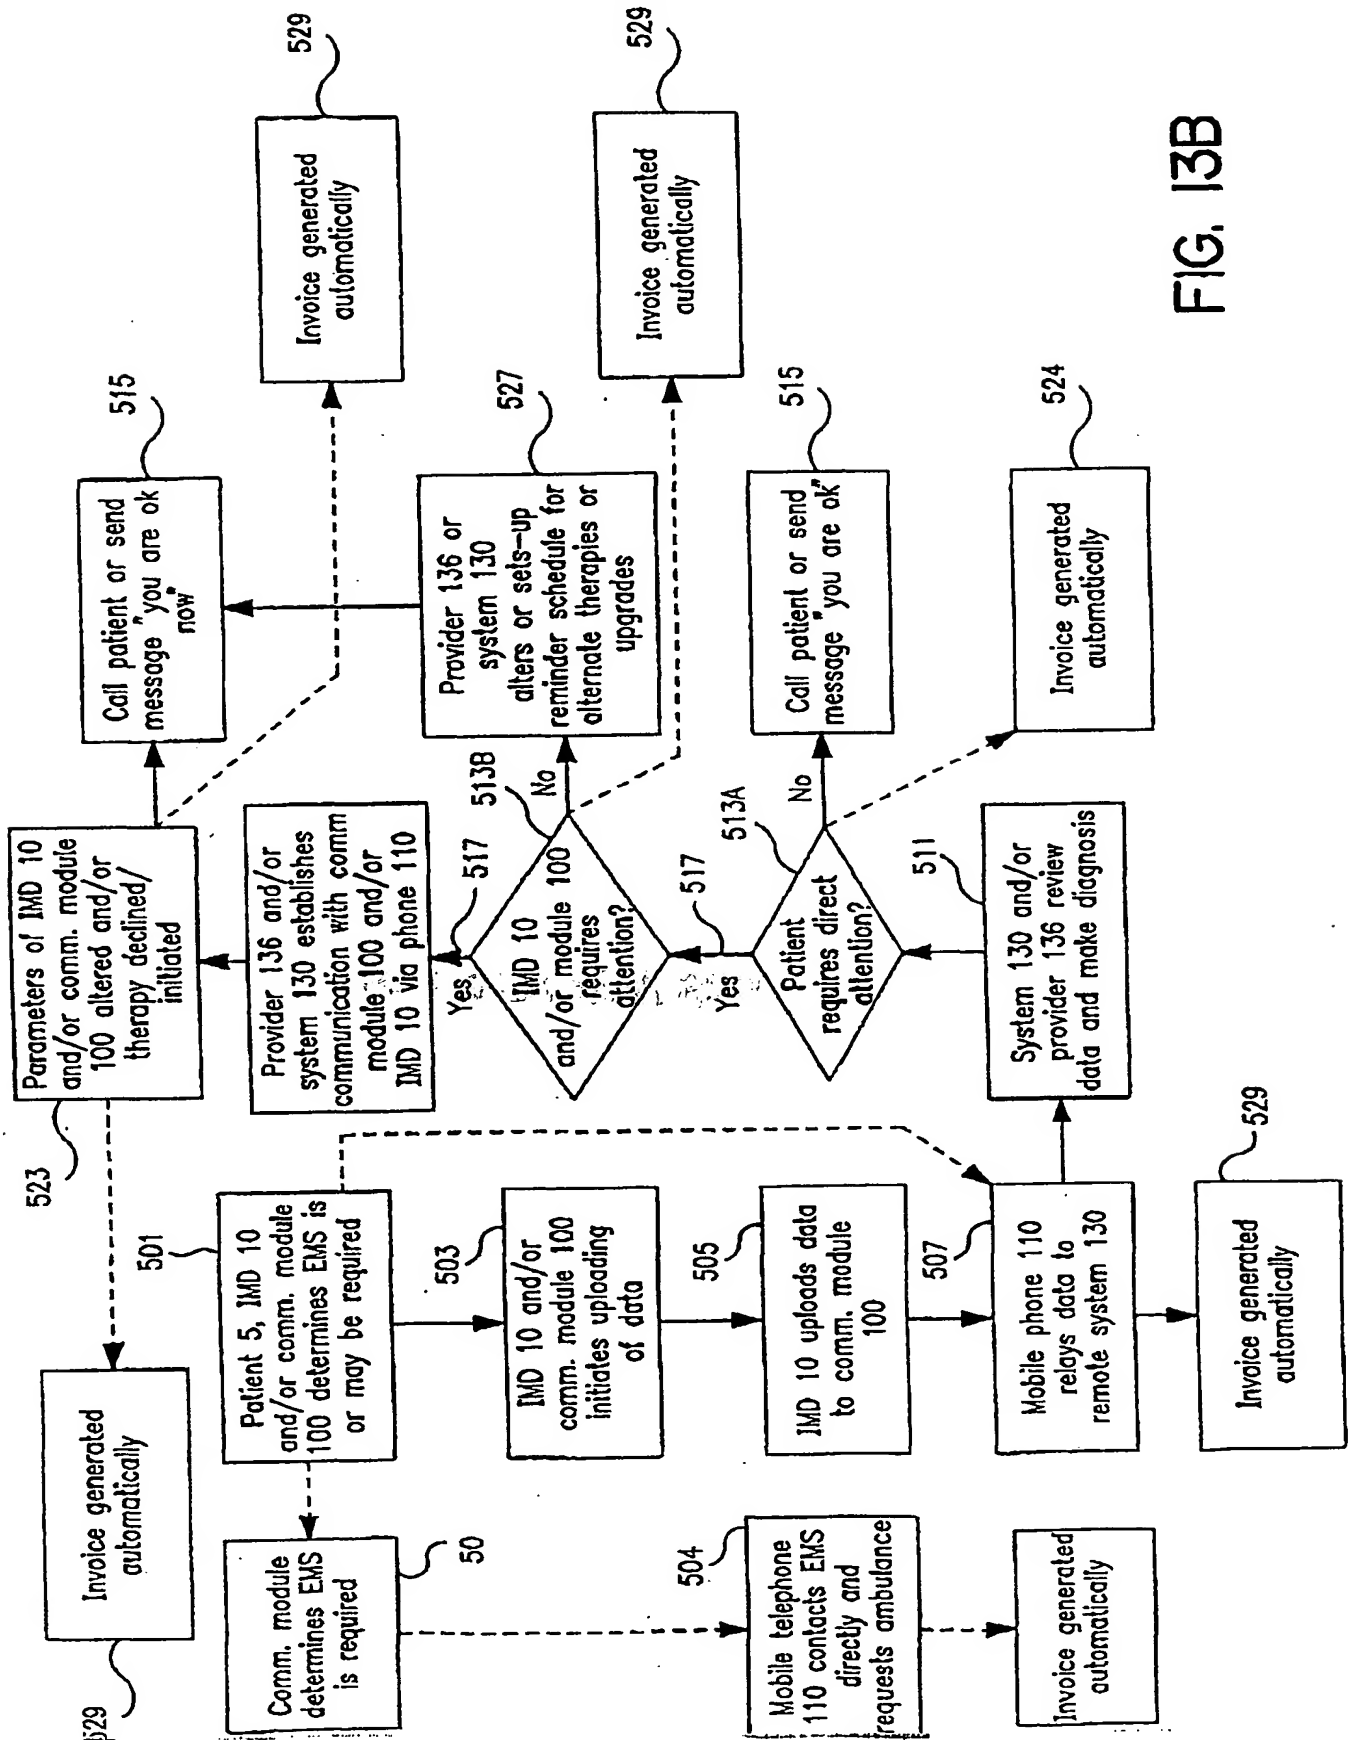 529
Invoice generated
automatically
523
Parameters of IMD 10
and/or comm. module
100 altered and/or
therapy declined/
initiated
Call patient or send
message "you are ok
now"
515
Invoice generated
automatically
529
Comm. module
determines EMS
is required
50
501
Patient 5, IMD 10
and/or comm. module
100 determines EMS is
or may be required
Provider 136 and/or
system 130 establishes
communication with comm
module 100 and/or
IMD 10 via phone 110
517
Yes
503
IMD 10 and/or
comm. module 100
initiates uploading
of data
IMD 10
and/or module 100
requires
attention?
513B
No
Provider 136 or
system 130
alters or sets-up
reminder schedule for
alternate therapies or
upgrades
527
Invoice generated
automatically
529
517
Yes
504
Mobile telephone
110 contacts EMS
directly and
requests ambulance
505
IMD 10 uploads data
to comm. module
100
Patient
requires direct
attention?
513A
No
Call patient or send
message "you are ok"
515
507
Mobile phone 110
relays data to
remote system 130
System 130 and/or
provider 136 review
data and make diagnosis
511
Invoice generated
automatically
524
Invoice generated
automatically
Invoice generated
automatically
529
FIG. 13B